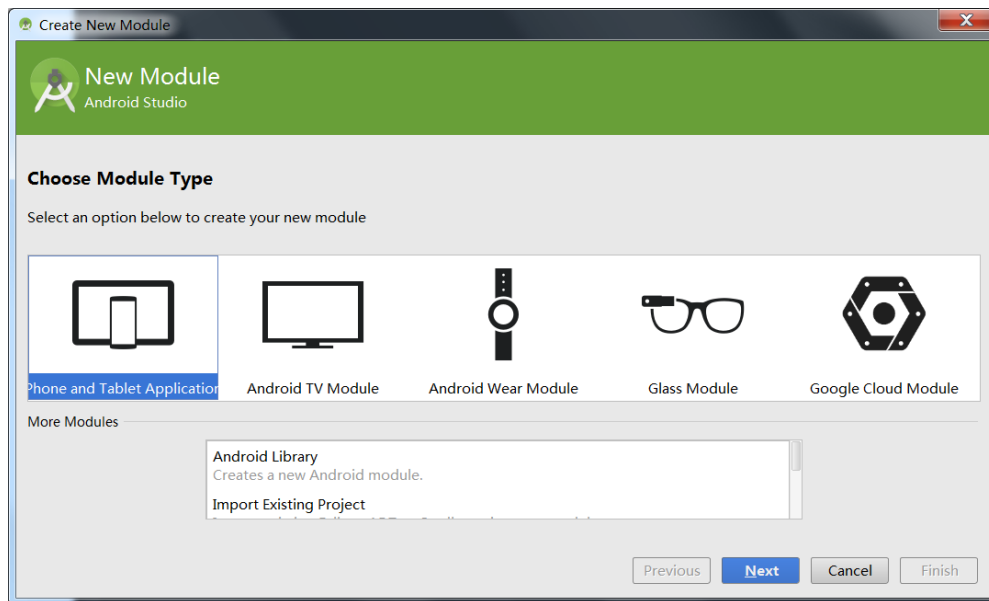 Create New Module
New Module
Android Studio
Choose Module Type
Select an option below to create your new module
Phone and Tablet Application
Android TV Module
Android Wear Module
Glass Module
Google Cloud Module
More Modules
Android Library
Creates a new Android module.
Import Existing Project
Previous
Next
Cancel
Finish